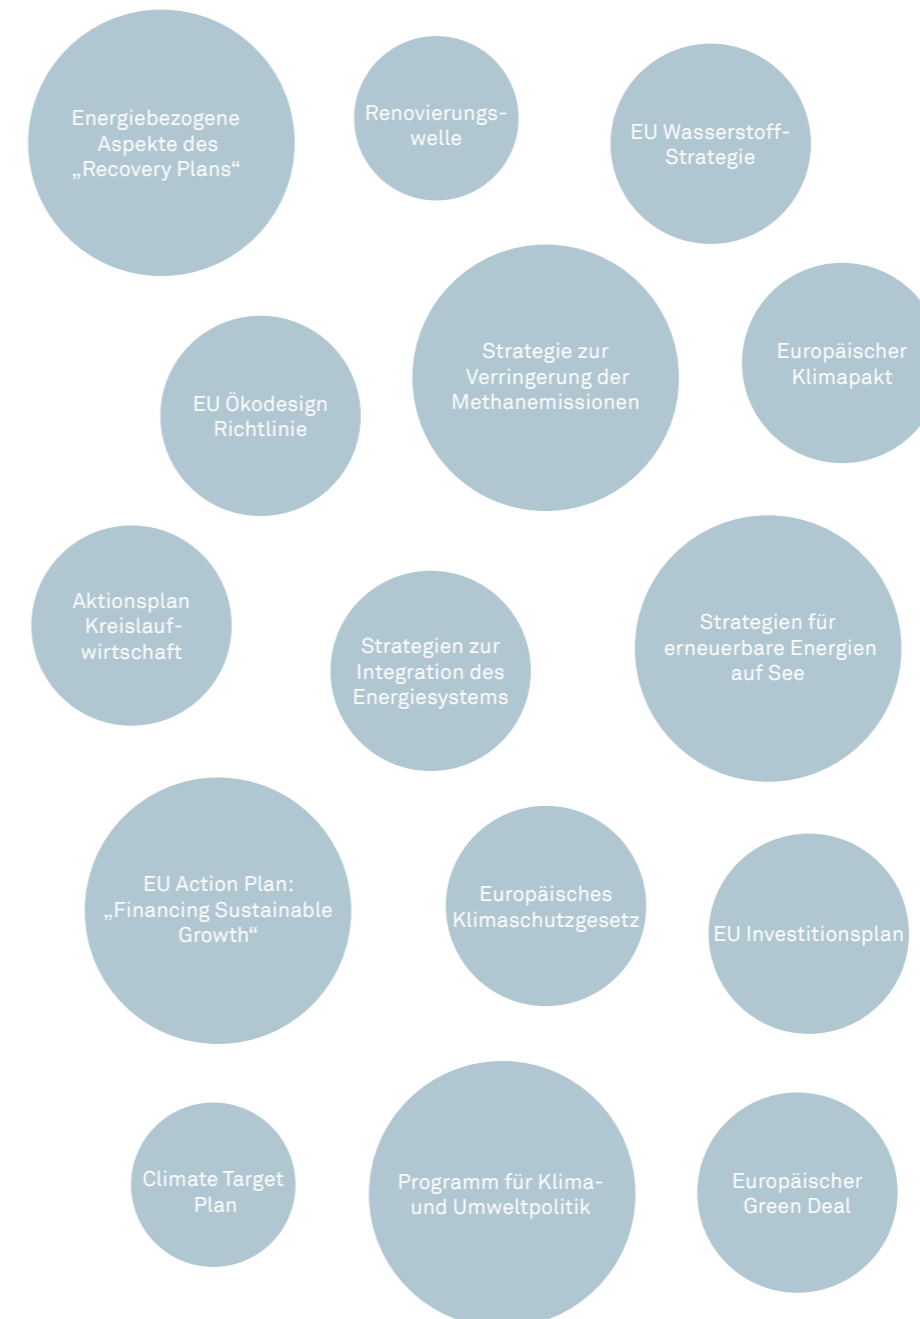 Energiebezogene
Aspekte des
„Recovery Plans“
Renovierungs-
welle
EU Wasserstoff-
Strategie
Strategie zur
Verringerung der
Methanemissionen
Europäischer
Klimapakt
EU Ökodesign
Richtlinie
Aktionsplan
Kreislauf-
wirtschaft
Strategien zur
Integration des
Energiesystems
Strategien für
erneuerbare Energien
auf See
EU Action Plan:
„Financing Sustainable
Growth“
Europäisches
Klimaschutzgesetz
EU Investitionsplan
Climate Target
Plan
Programm für Klima-
und Umweltpolitik
Europäischer
Green Deal